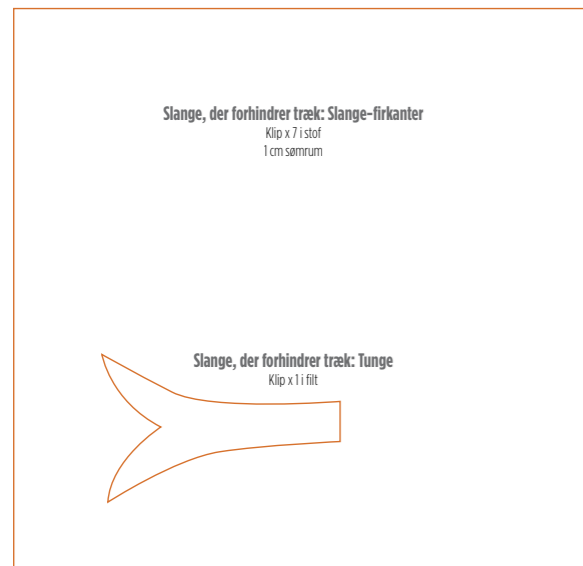 Slange, der forhindrer træk: Slange-firkanter
Klip x 7 i stof
1 cm sømrum
Slange, der forhindrer træk: Tunge
Klip x 1 i filt